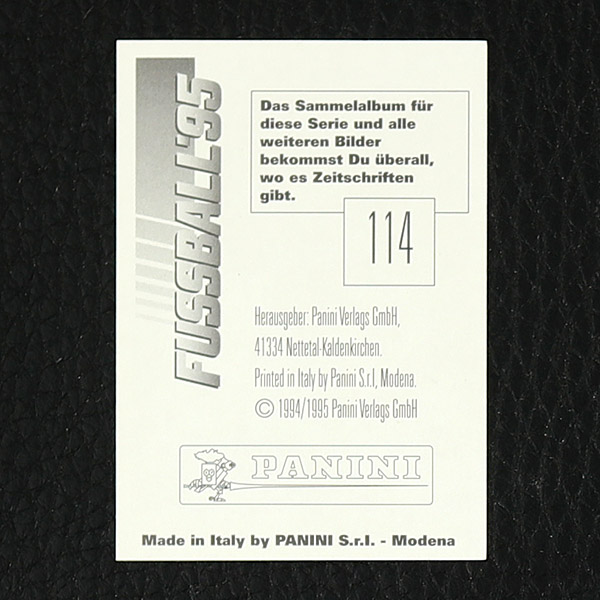 FUSSBALL'95
Das Sammelalbum für
diese Serie und alle
weiteren Bilder
bekommst Du überall,
wo es Zeitschriften
gibt.
114
Herausgeber: Panini Verlags GmbH,
41334 Nettetal-Kaldenkirchen.
Printed in Italy by Panini S.r.l, Modena.
© 1994/1995 Panini Verlags GmbH
PANINI
Made in Italy by PANINI S.r.l. - Modena